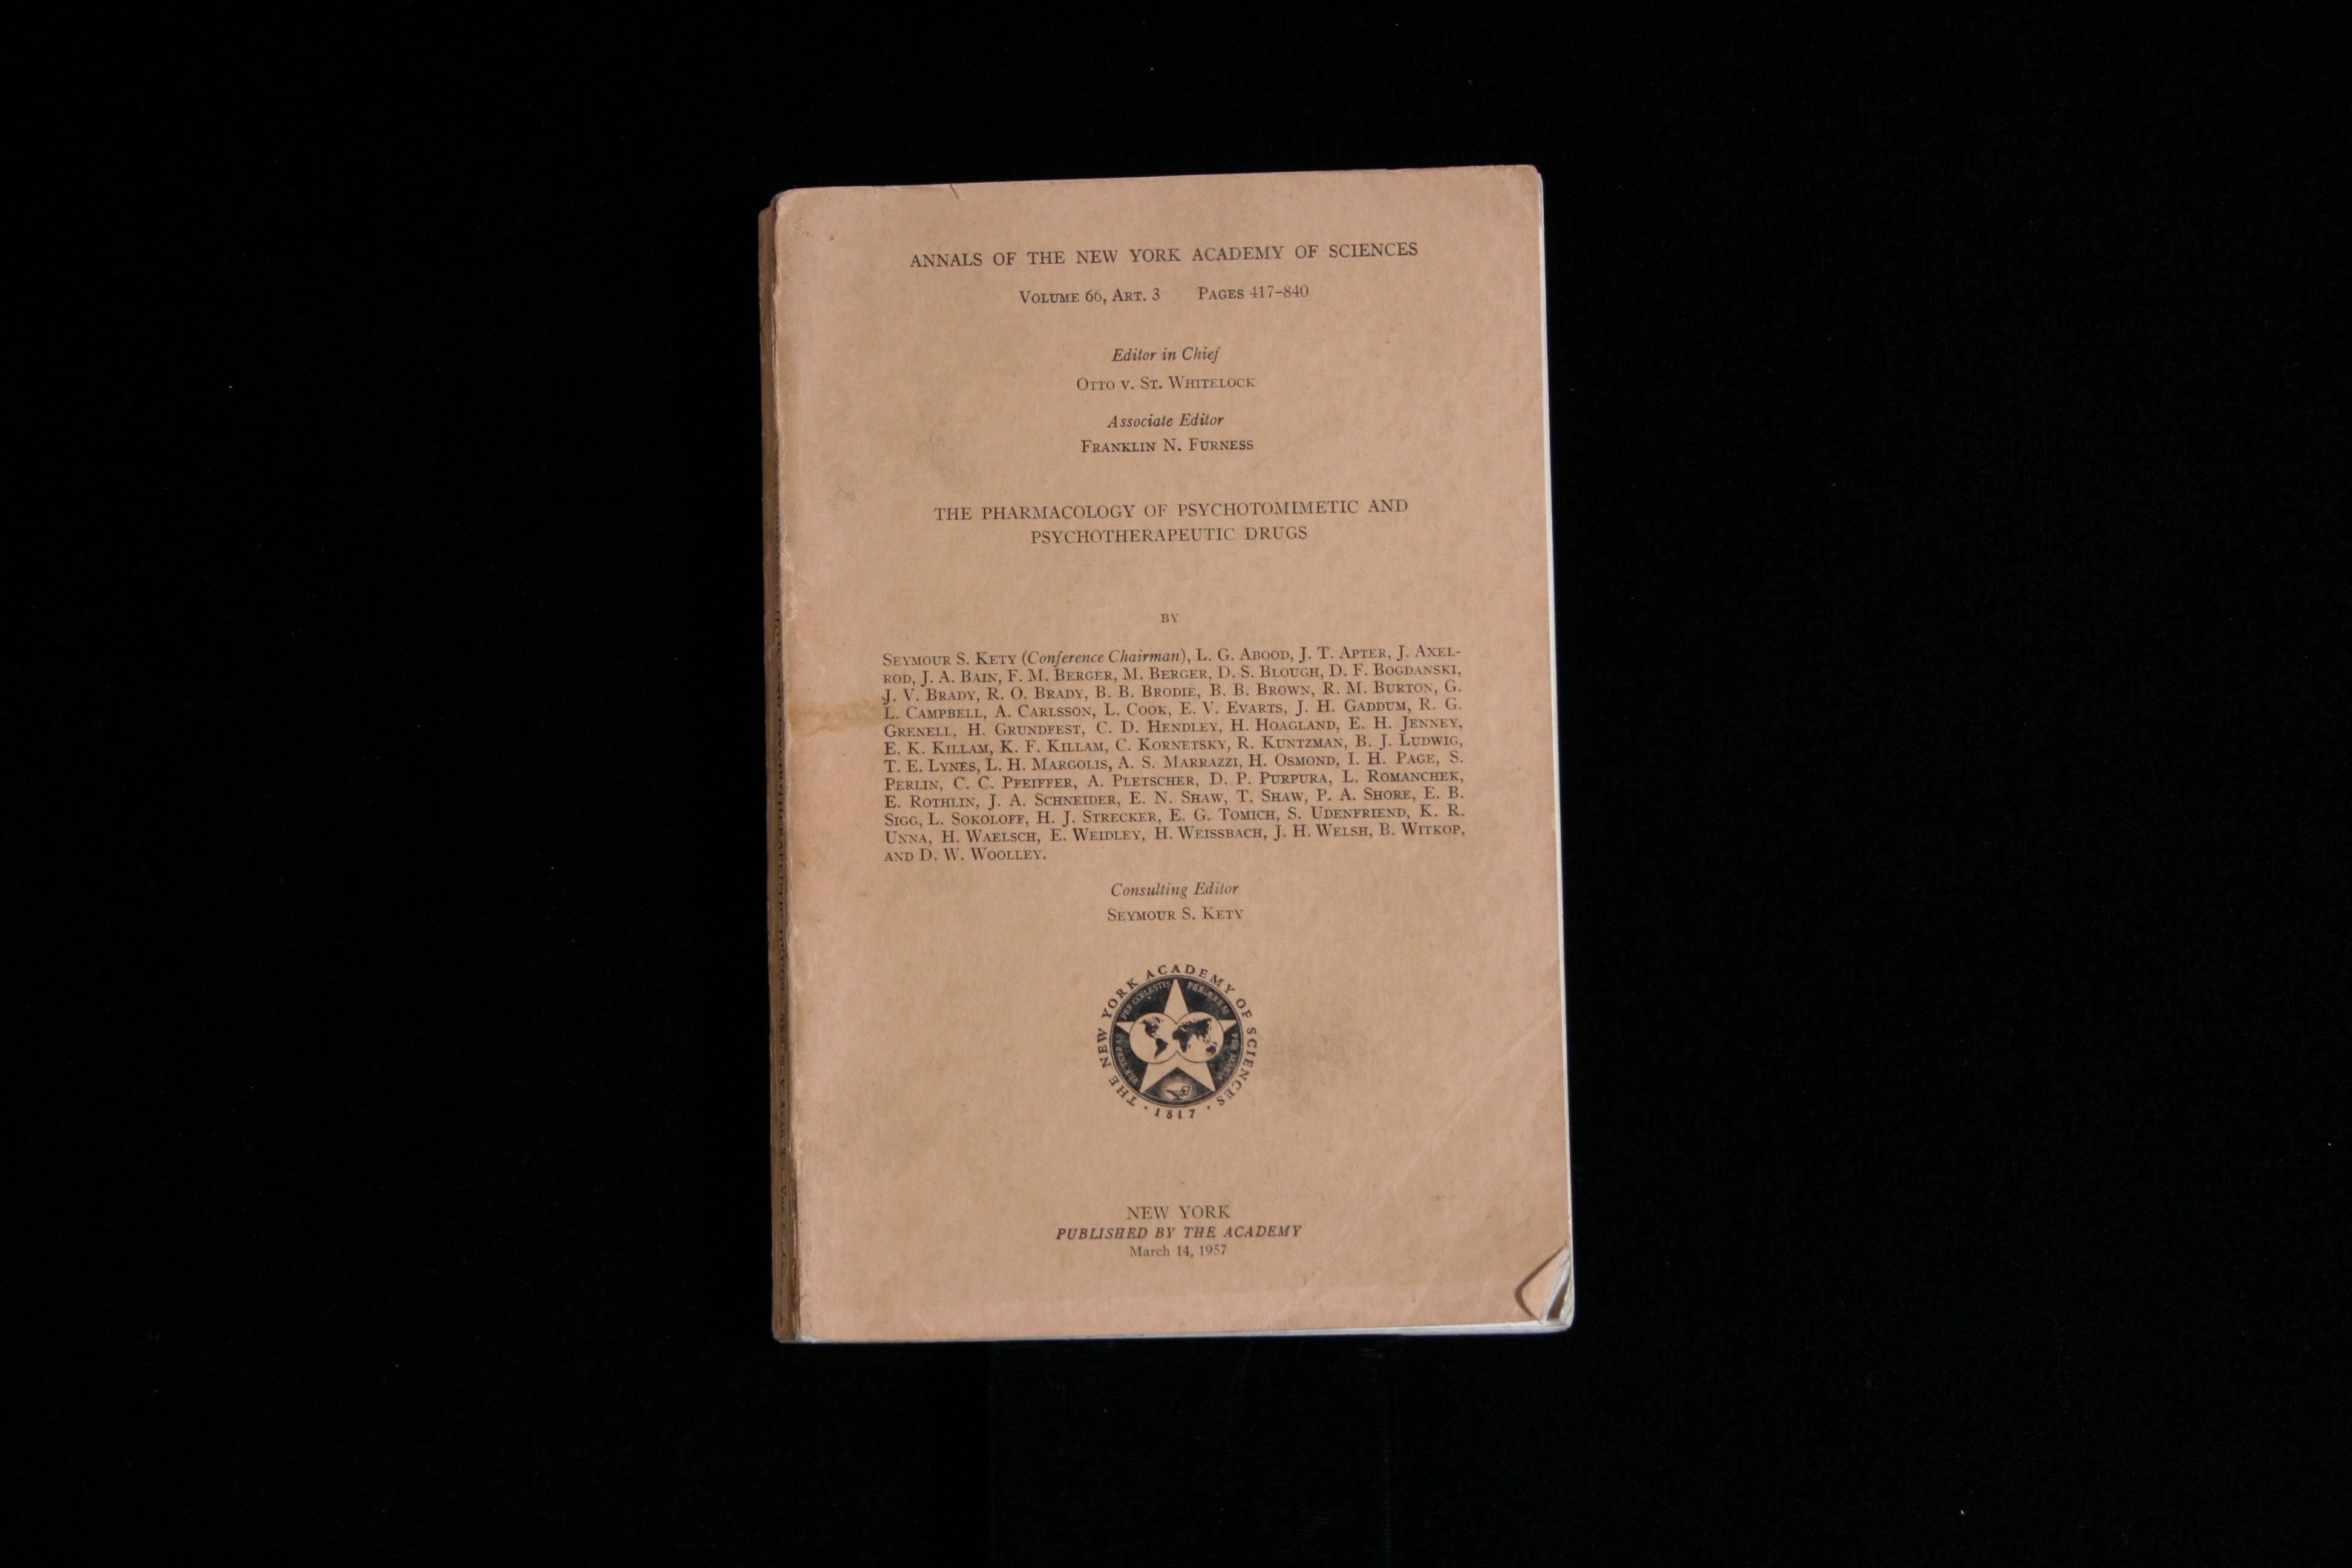 ANNALS OF THE NEW YORK ACADEMY OF SCIENCES
VOLUME 66, ART. 3 PAGES 417–840
Editor in Chief
OTTO V. ST. WHITELOCK
Associate Editor
FRANKLIN N. FURNESS
THE PHARMACOLOGY OF PSYCHOTOMIMETIC AND
PSYCHOTHERAPEUTIC DRUGS
BY
SEYMOUR S. KETY (Conference Chairman), L. G. ABOOD, J. T. APTER, J. AXEL-
ROD, J. A. BAIN, F. M. BERGER, M. BERGER, D. S. BLOUGH, D. F. BOGDANSKI,
J. V. BRADY, R. O. BRADY, B. B. BRODIE, B. B. BROWN, R. M. BURTON, G.
L. CAMPBELL, A. CARLSSON, L. COOK, E. V. EVARTS, J. H. GADDUM, R. G.
GRENELL, H. GRUNDFEST, C. D. HENDLEY, H. HOAGLAND, E. H. JENNEY,
E. K. KILLAM, K. F. KILLAM, C. KORNETSKY, R. KUNTZMAN, B. J. LUDWIG,
T. E. LYNES, L. H. MARGOLIS, A. S. MARRAZZI, H. OSMOND, I. H. PAGE, S.
PERLIN, C. C. PFEIFFER, A. PLETSCHER, D. P. PURPURA, L. ROMANCHEK,
E. ROTHLIN, J. A. SCHNEIDER, E. N. SHAW, T. SHAW, P. A. SHORE, E. B.
SIGG, L. SOKOLOFF, H. J. STRECKER, E. G. TOMICH, S. UDENFRIEND, K. R.
UNNA, H. WAELSCH, E. WEIDLEY, H. WEISSBACH, J. H. WELSH, B. WITKOP,
AND D. W. WOOLLEY.
Consulting Editor
SEYMOUR S. KETY
THE NEW YORK ACADEMY OF SCIENCES
· 1817 ·
NEW YORK
PUBLISHED BY THE ACADEMY
March 14, 1957